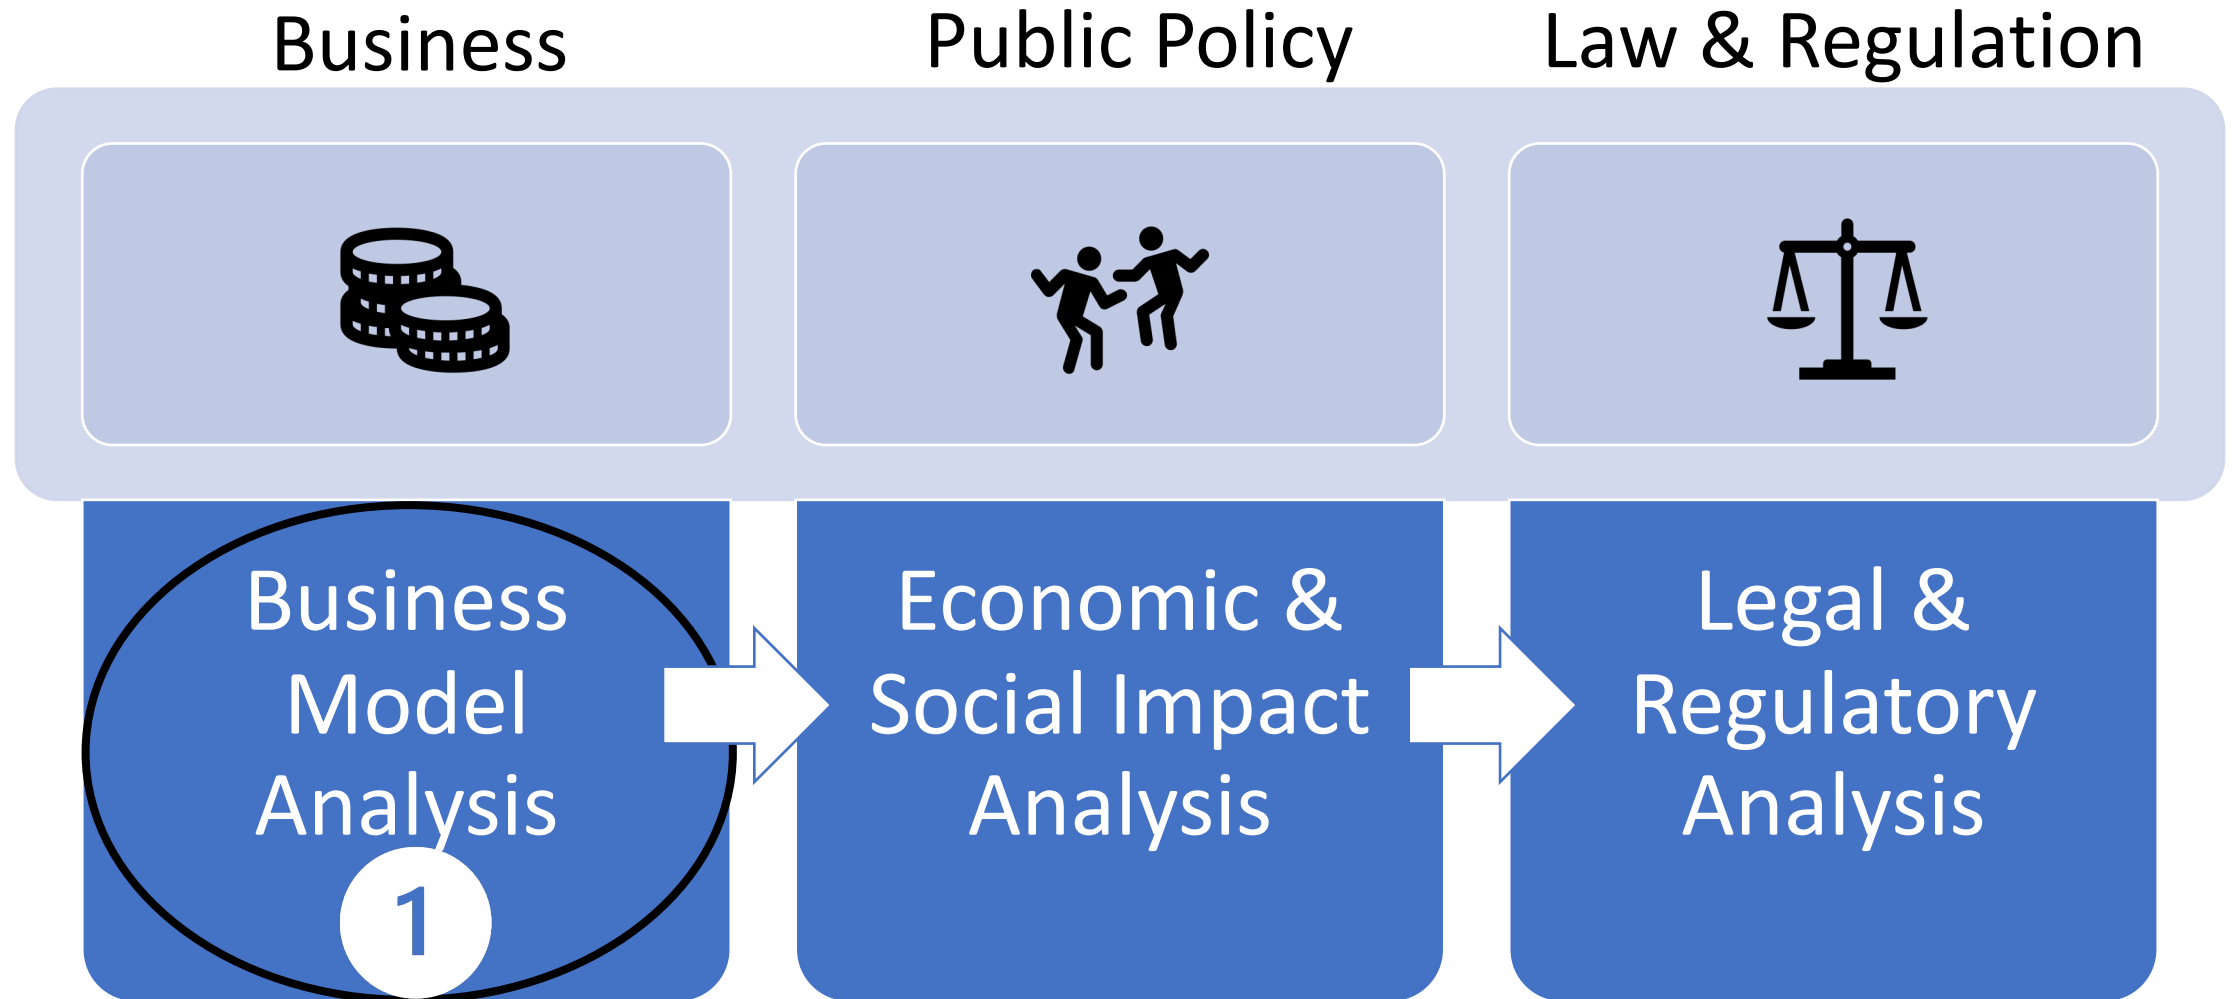 Business
Public Policy
Law & Regulation
Business
Model
Analysis
1
Economic &
Social Impact
Analysis
Legal &
Regulatory
Analysis